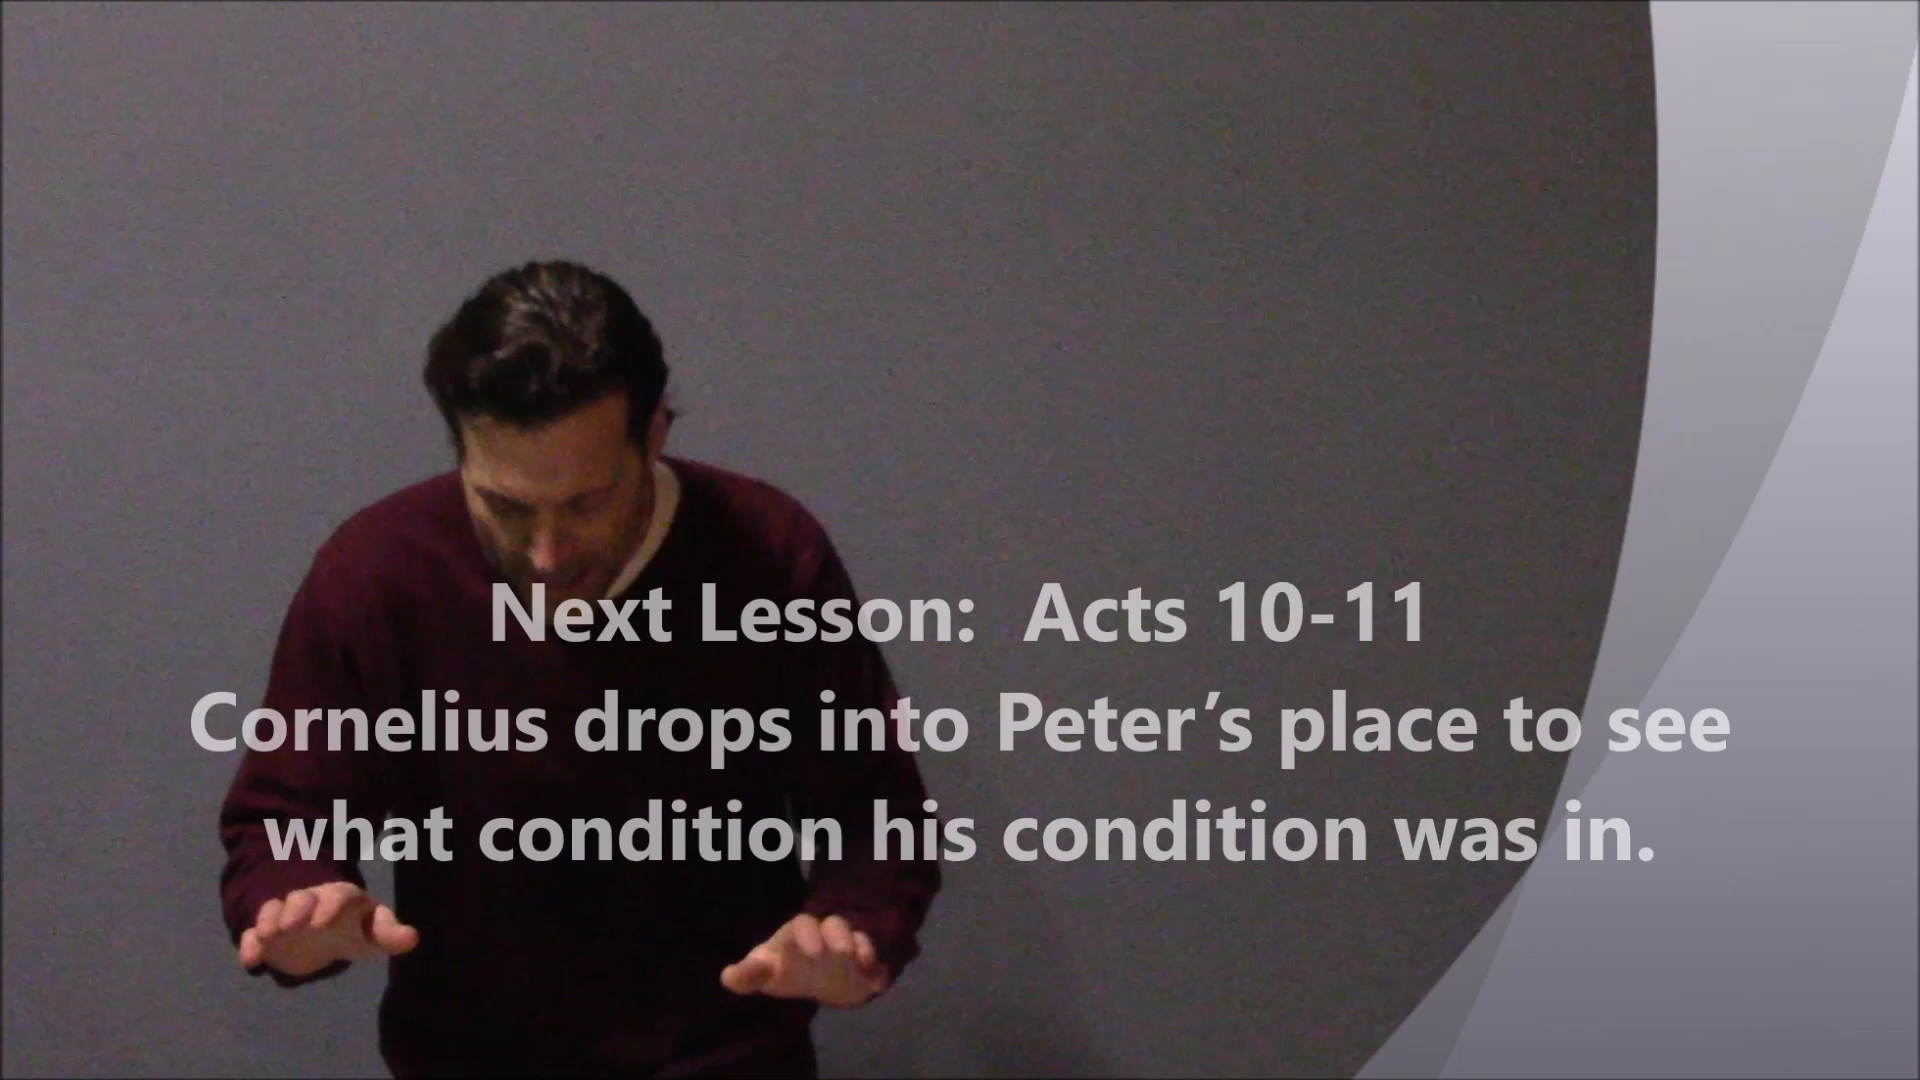 Next Lesson:  Acts 10-11
Cornelius drops into Peter’s place to see
what condition his condition was in.